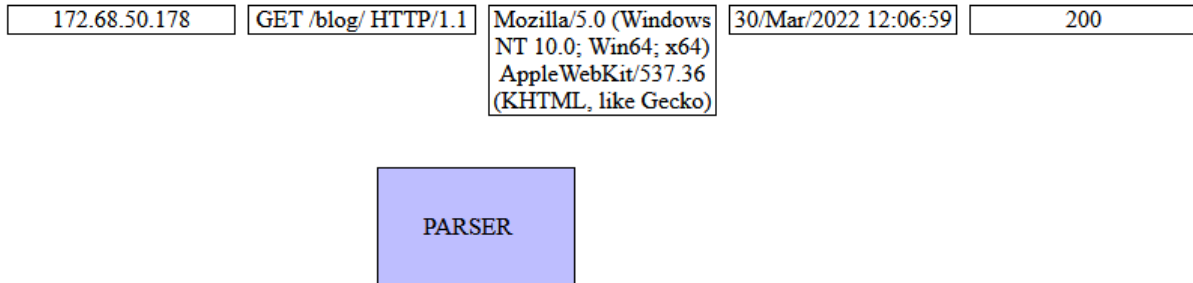 172.68.50.178
GET /blog/ HTTP/1.1
Mozilla/5.0 (Windows
NT 10.0; Win64; x64)
AppleWebKit/537.36
(KHTML, like Gecko)
30/Mar/2022 12:06:59
200
PARSER